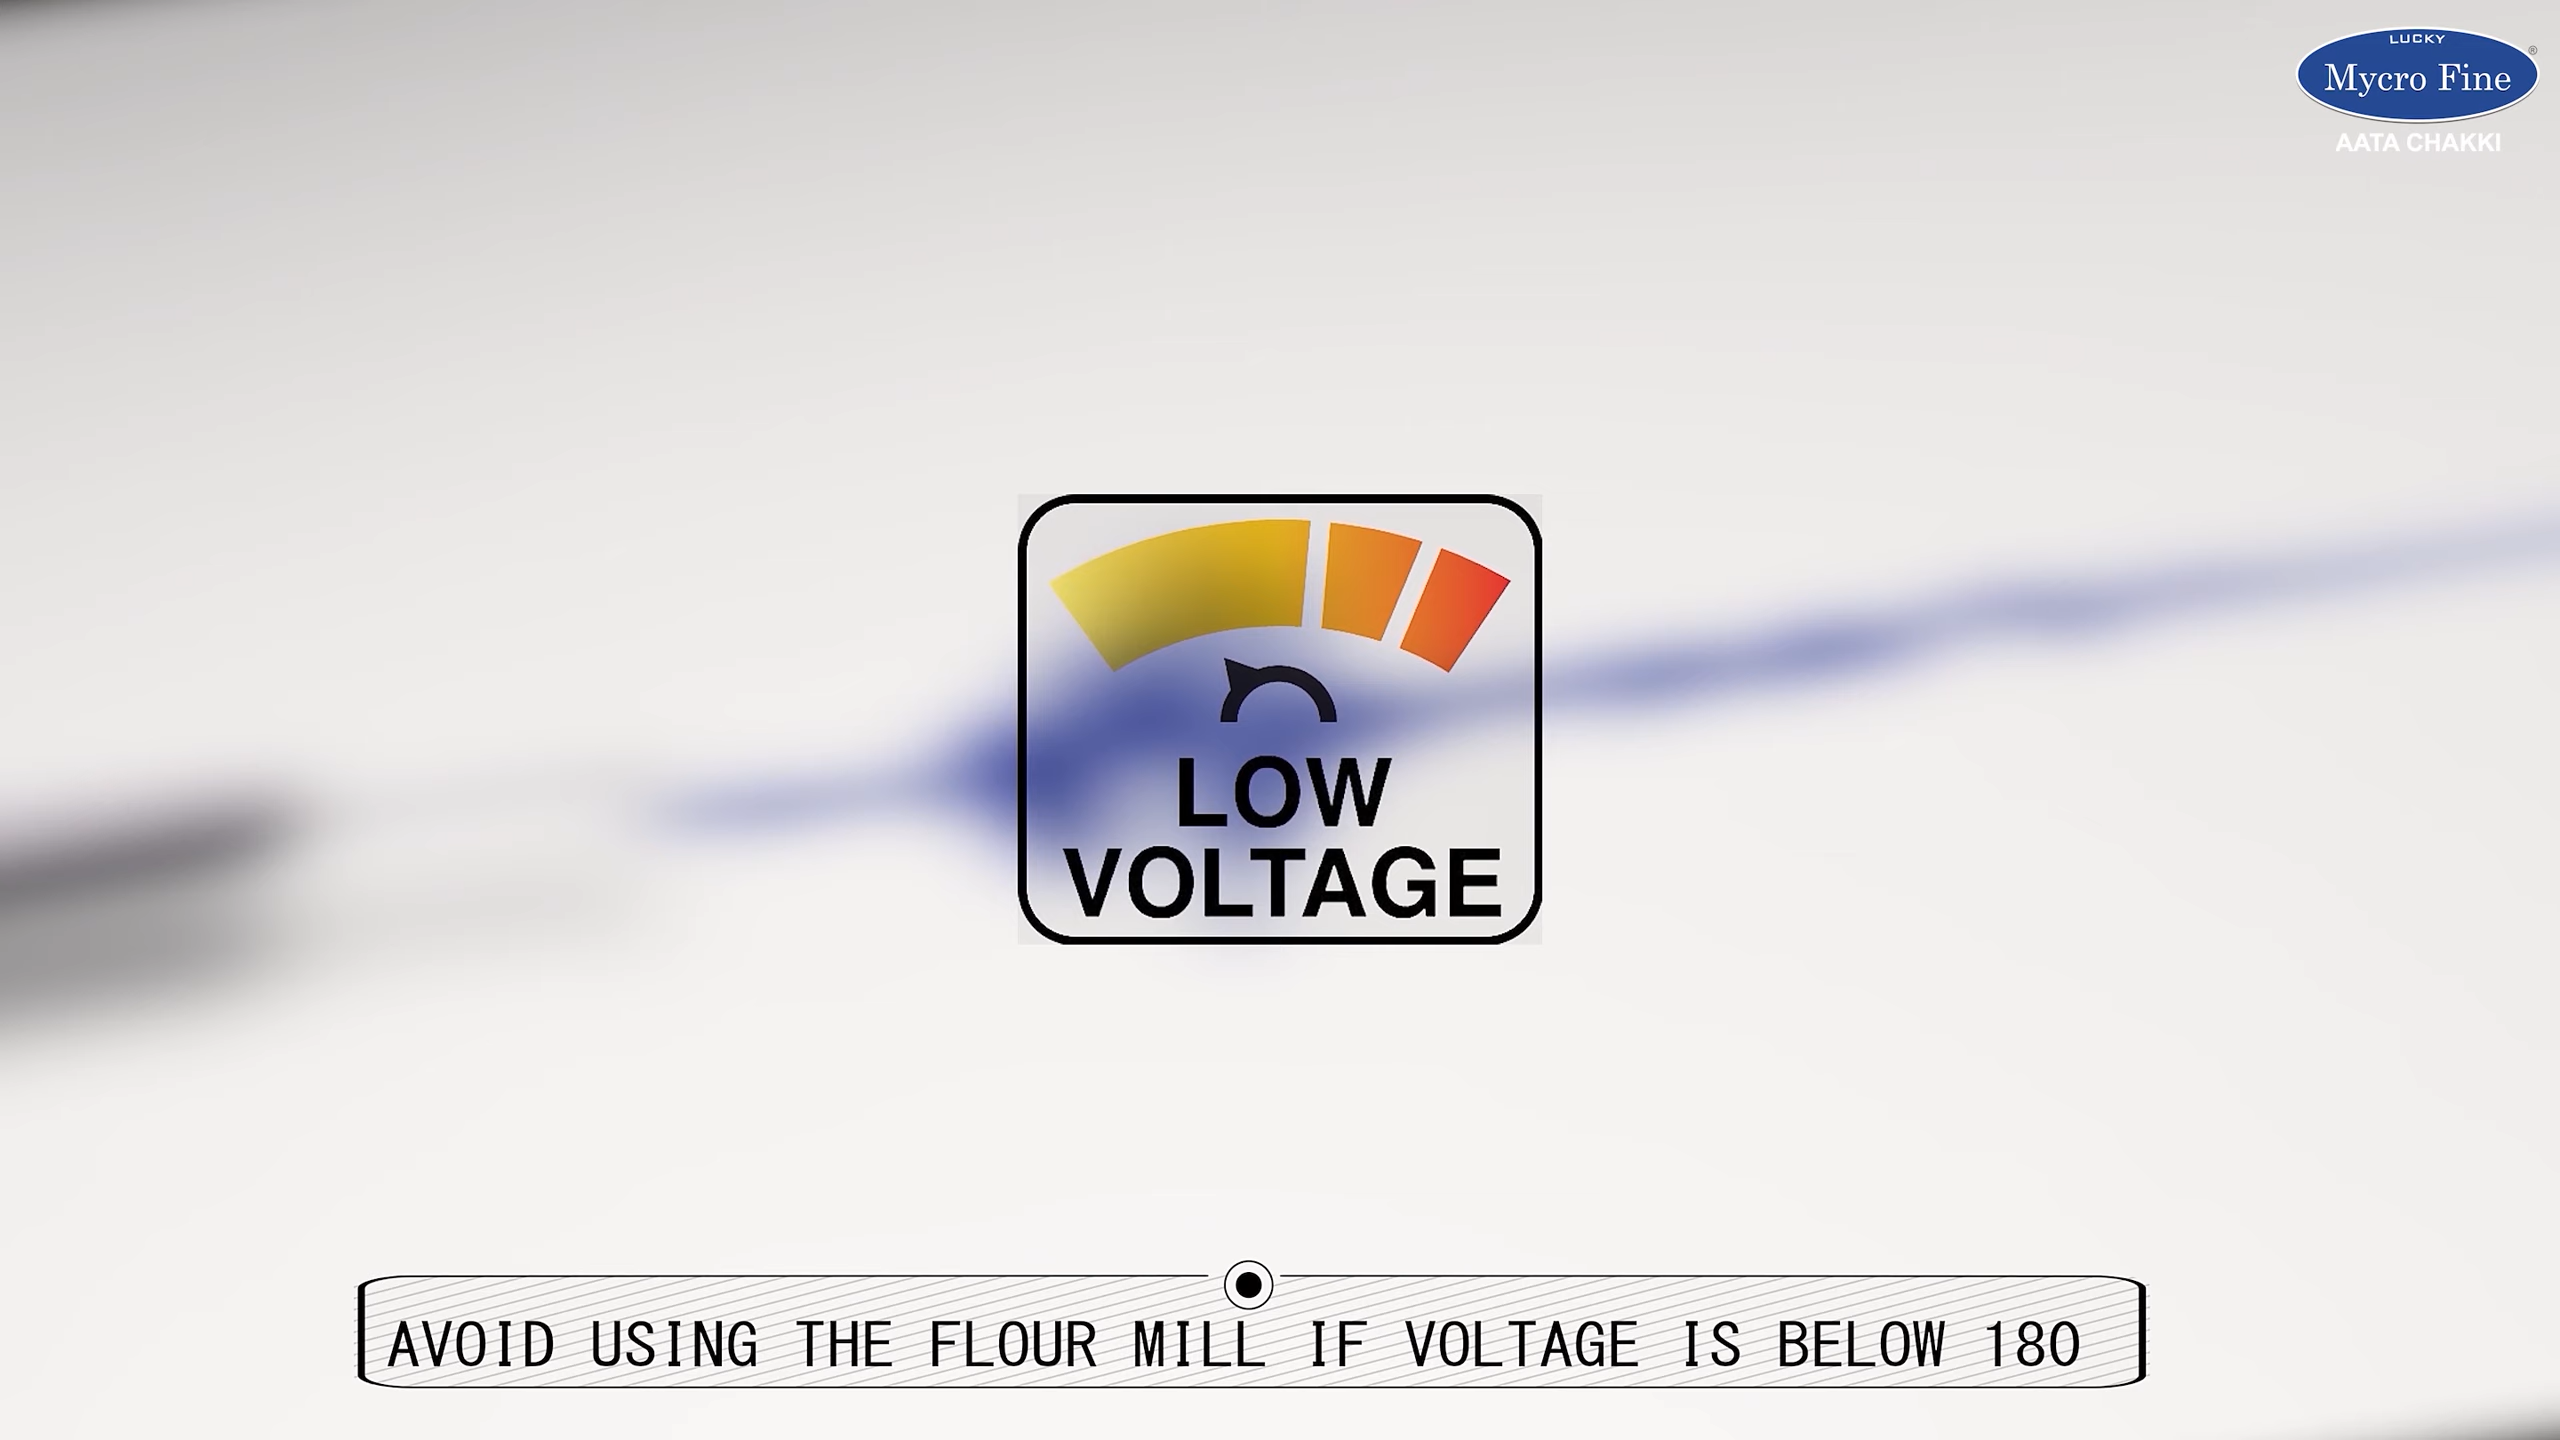 LUCKY
Mycro Fine
®
AATA CHAKKI
LOW
VOLTAGE
AVOID USING THE FLOUR MILL IF VOLTAGE IS BELOW 180